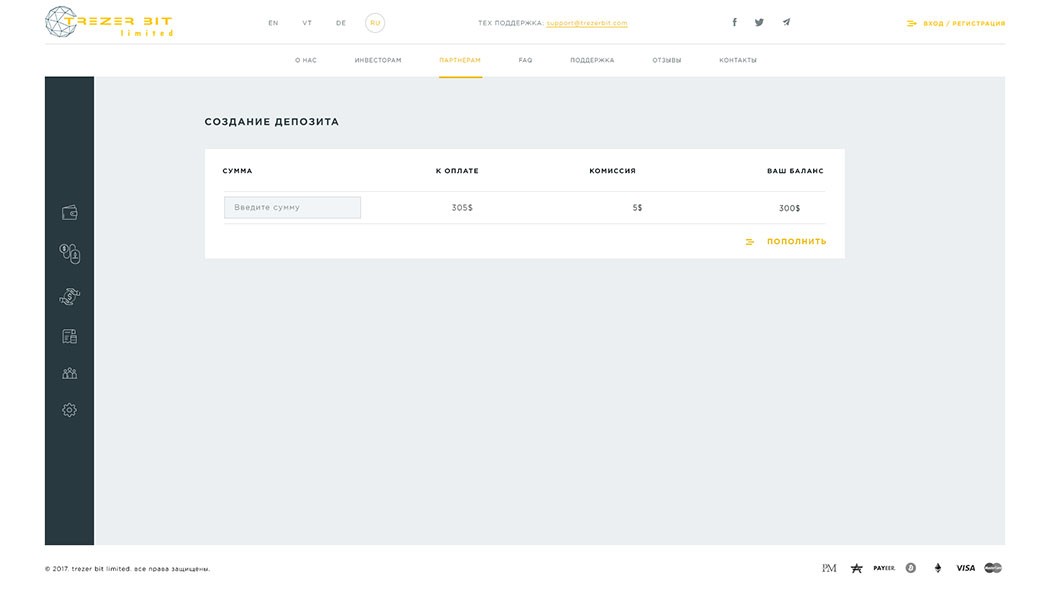 TREZER BIT
limited
EN VT DE RU
ТЕХ ПОДДЕРЖКА: support@trezerbit.com
ВХОД / РЕГИСТРАЦИЯ
О НАС ИНВЕСТОРАМ ПАРТНЕРАМ FAQ ПОДДЕРЖКА ОТЗЫВЫ КОНТАКТЫ
СОЗДАНИЕ ДЕПОЗИТА
СУММА К ОПЛАТЕ КОМИССИЯ ВАШ БАЛАНС
Введите сумму 305$ 5$ 300$
ПОПОЛНИТЬ
© 2017. trezer bit limited. все права защищены.
PM PAYEER VISA